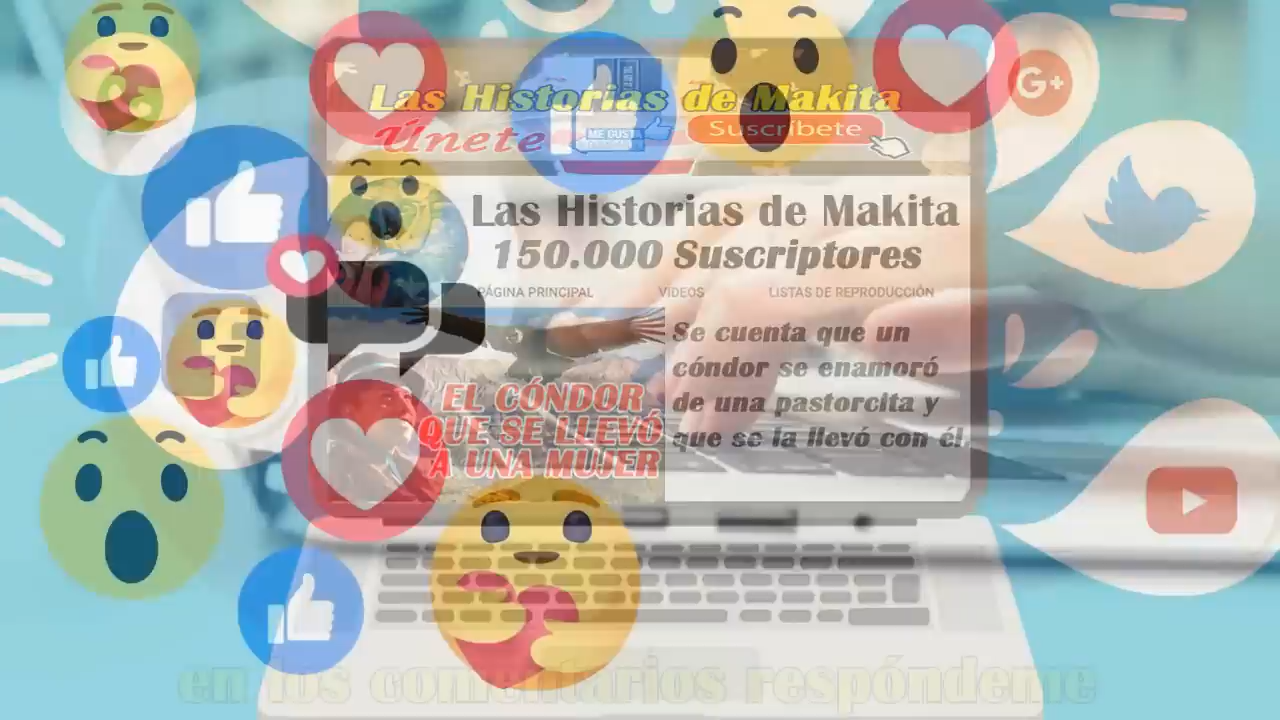 Las Historias de Makita
Únete
ME GUSTA
Suscríbete
G+
Las Historias de Makita
150.000 Suscriptores
PÁGINA PRINCIPAL VIDEOS LISTAS DE REPRODUCCIÓN
Se cuenta que un
cóndor se enamoró
de una pastorcita y
que se la llevó con él,
EL CÓNDOR
QUE SE LLEVÓ
A UNA MUJER
en los comentarios respóndeme